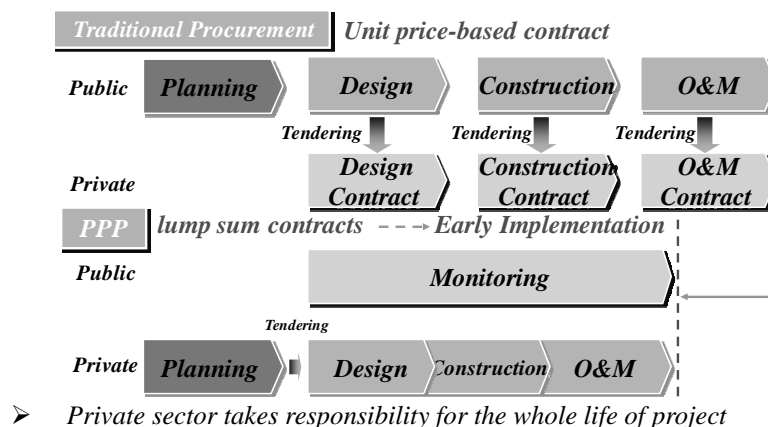 Traditional Procurement Unit price-based contract
Public Planning Design Construction O&M
Tendering Tendering Tendering
Private Design Contract Construction Contract O&M Contract
PPP lump sum contracts Early Implementation
Public Monitoring
Tendering
Private Planning Design Construction O&M
➢ Private sector takes responsibility for the whole life of project